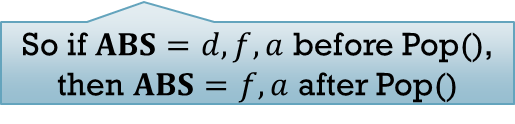 So if ABS = d, f, a before Pop(),
then ABS = f, a after Pop()